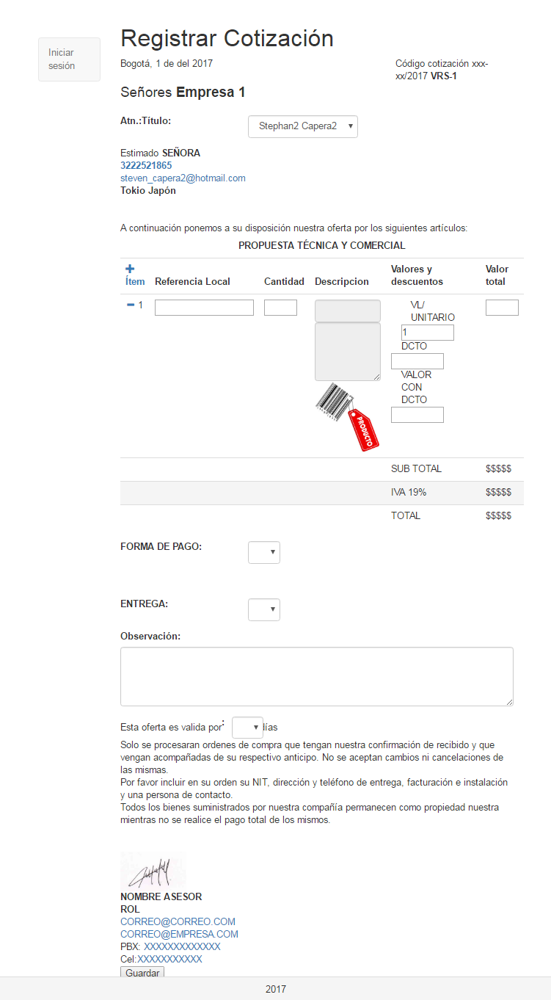 Registrar Cotización
Iniciar
sesión
Bogotá, 1 de del 2017
Código cotización xxx-
xx/2017 VRS-1
Señores Empresa 1
Atn.:Título:
Stephan2 Capera2
Estimado SEÑORA
3222521865
steven_capera2@hotmail.com
Tokio Japón
A continuación ponemos a su disposición nuestra oferta por los siguientes artículos:
PROPUESTA TÉCNICA Y COMERCIAL
Ítem Referencia Local Cantidad Descripcion Valores y descuentos Valor total
1
VL/
UNITARIO
1
DCTO
VALOR
CON
DCTO
PRODUCTO
SUB TOTAL $$$$$
IVA 19% $$$$$
TOTAL $$$$$
FORMA DE PAGO:
ENTREGA:
Observación:
Esta oferta es valida por: días
Solo se procesaran ordenes de compra que tengan nuestra confirmación de recibido y que
vengan acompañadas de su respectivo anticipo. No se aceptan cambios ni cancelaciones de
las mismas.
Por favor incluir en su orden su NIT, dirección y teléfono de entrega, facturación e instalación
y una persona de contacto.
Todos los bienes suministrados por nuestra compañía permanecen como propiedad nuestra
mientras no se realice el pago total de los mismos.
NOMBRE ASESOR
ROL
CORREO@CORREO.COM
CORREO@EMPRESA.COM
PBX: XXXXXXXXXXXXX
Cel:XXXXXXXXXXX
Guardar
2017